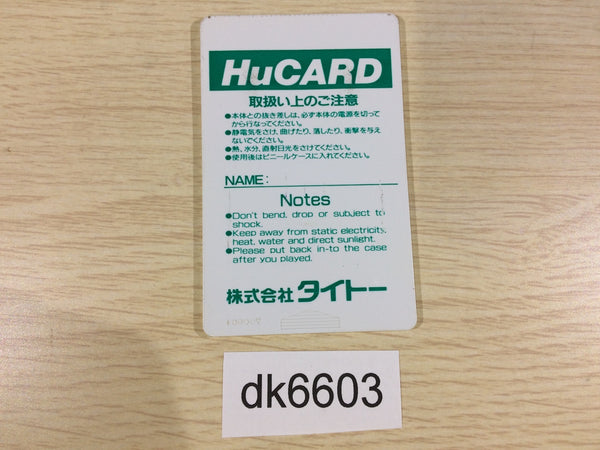 HuCARD
取扱い上のご注意
●本体との抜き差しは、必ず本体の電源を切って
から行なってください。
●静電気をさけ、曲げたり、落したり、衝撃を与え
ないでください。
●熱、水分、直射日光をさけてください。
●使用後はビニールケースに入れてください。
NAME:
Notes
●Don't bend, drop or subject to
shock.
●Keep away from static electricity,
heat, water and direct sunlight.
●Please put back in-to the case
after you played.
株式会社 タイトー
dk6603